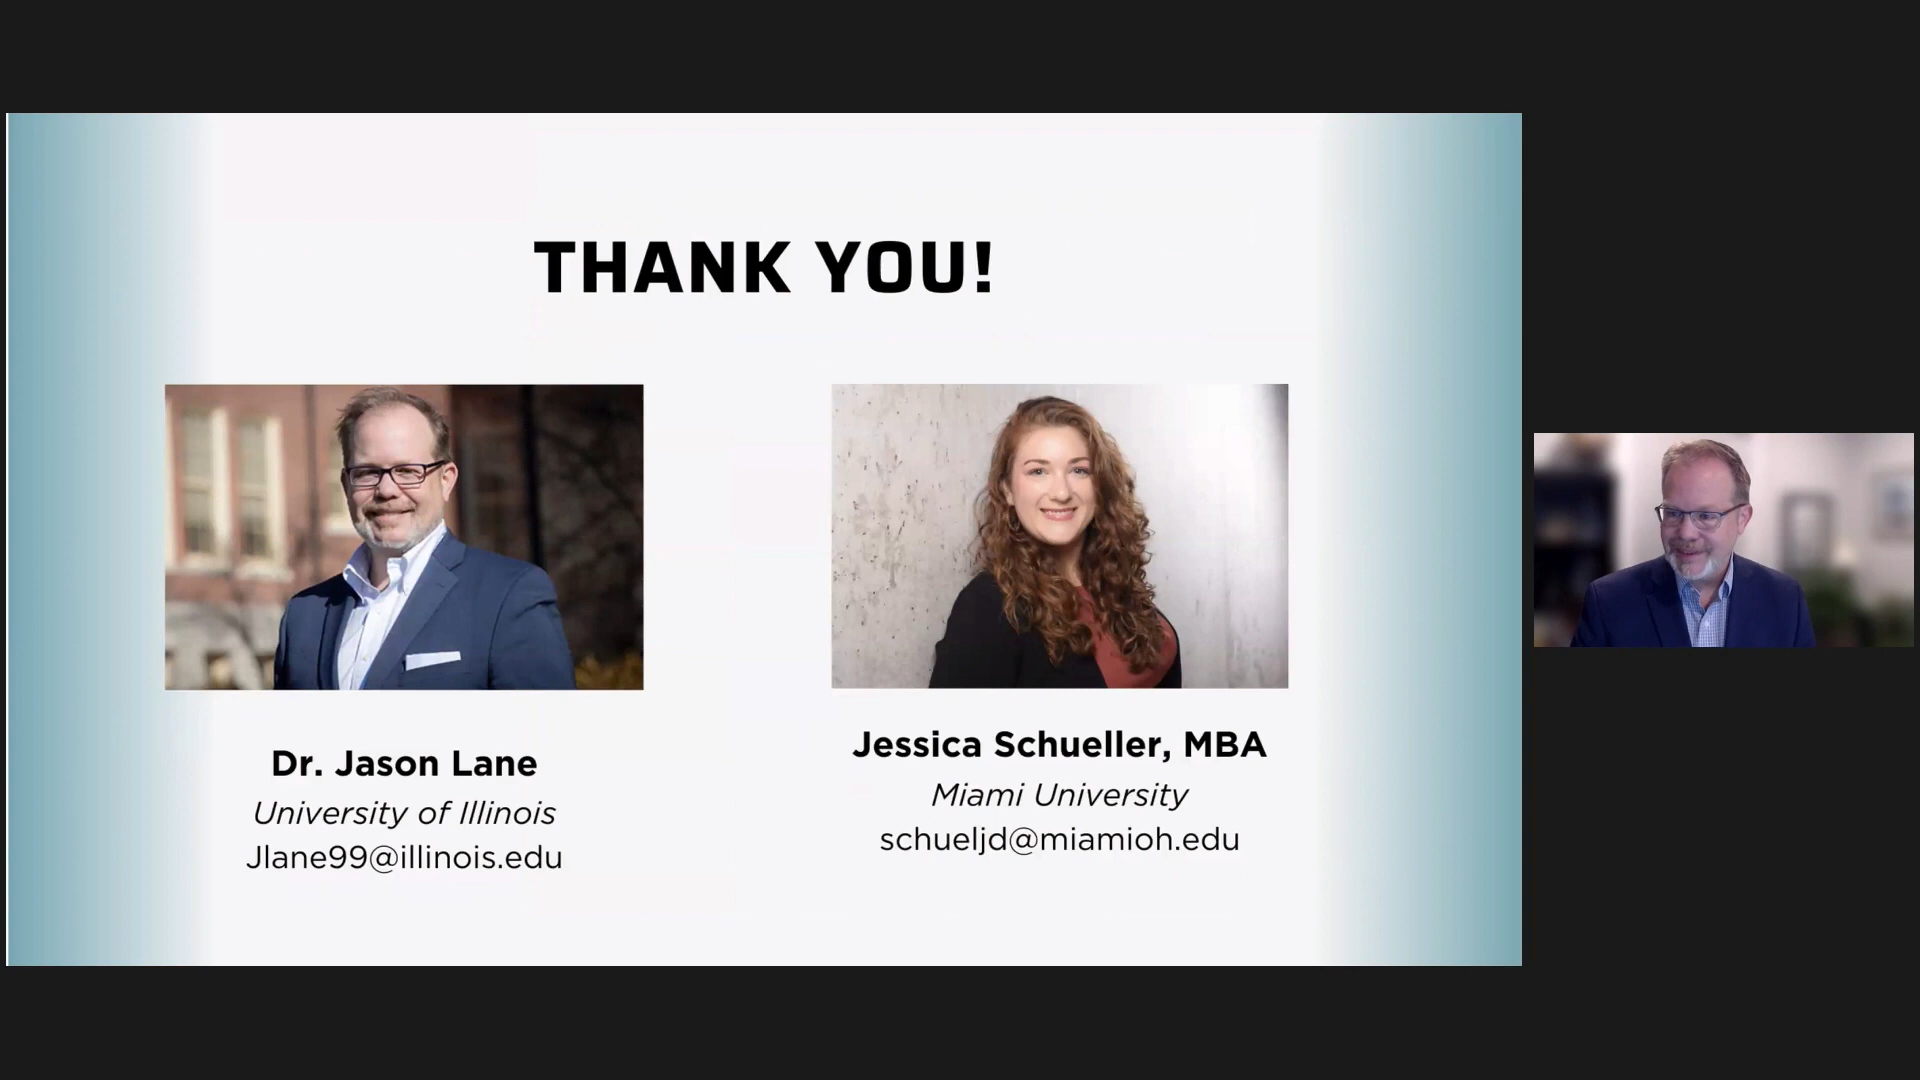 THANK YOU!
Dr. Jason Lane
University of Illinois
Jlane99@illinois.edu
Jessica Schueller, MBA
Miami University
schueljd@miamioh.edu